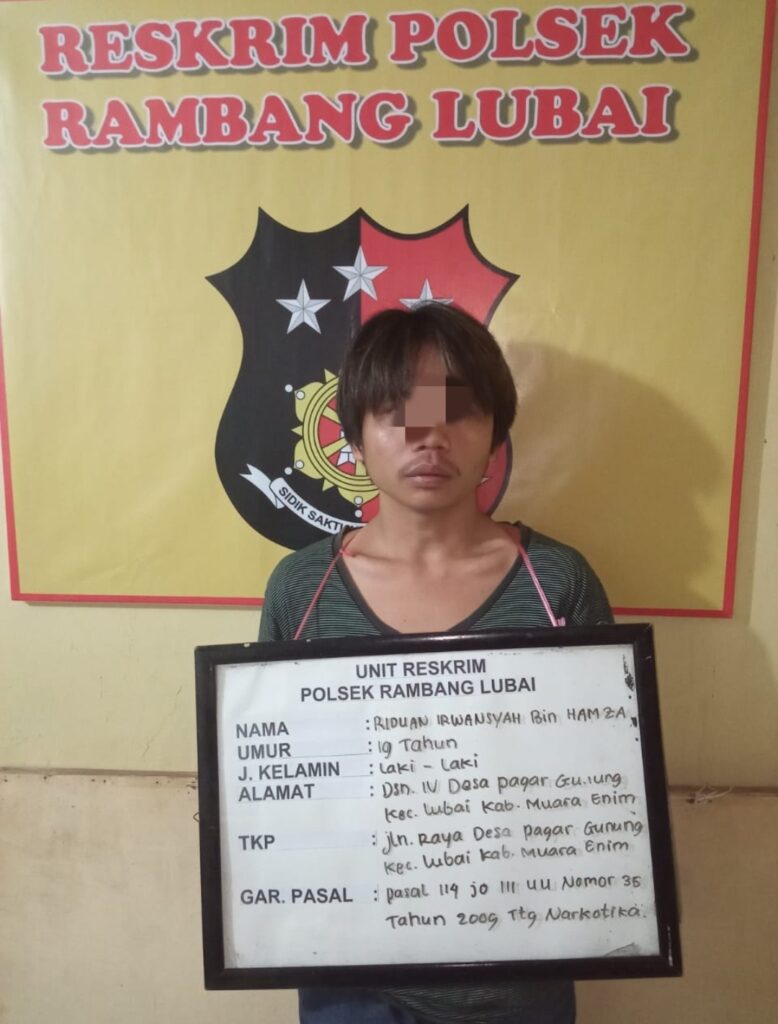 RESKRIM POLSEK
RAMBANG LUBAI
SIDIK SAKTI
UNIT RESKRIM
POLSEK RAMBANG LUBAI
NAMA : RIDUAN IRWANSYAH Bin HAMZA
UMUR : 19 Tahun
J. KELAMIN : Laki - Laki
ALAMAT : Dsn. IV Desa pagar Gunung
Kec. Lubai Kab. Muara Enim
TKP : jln. Raya Desa pagar Gunung
Kec. Lubai Kab. Muara Enim
GAR. PASAL : pasal 114 jo 111 uu Nomor 35
Tahun 2009 Ttg Narkotika.